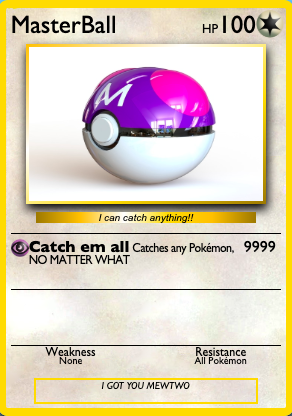 MasterBall HP100
M
I can catch anything!!
Catch em all Catches any Pokémon, 9999
NO MATTER WHAT
Weakness Resistance
None All Pokémon
I GOT YOU MEWTWO